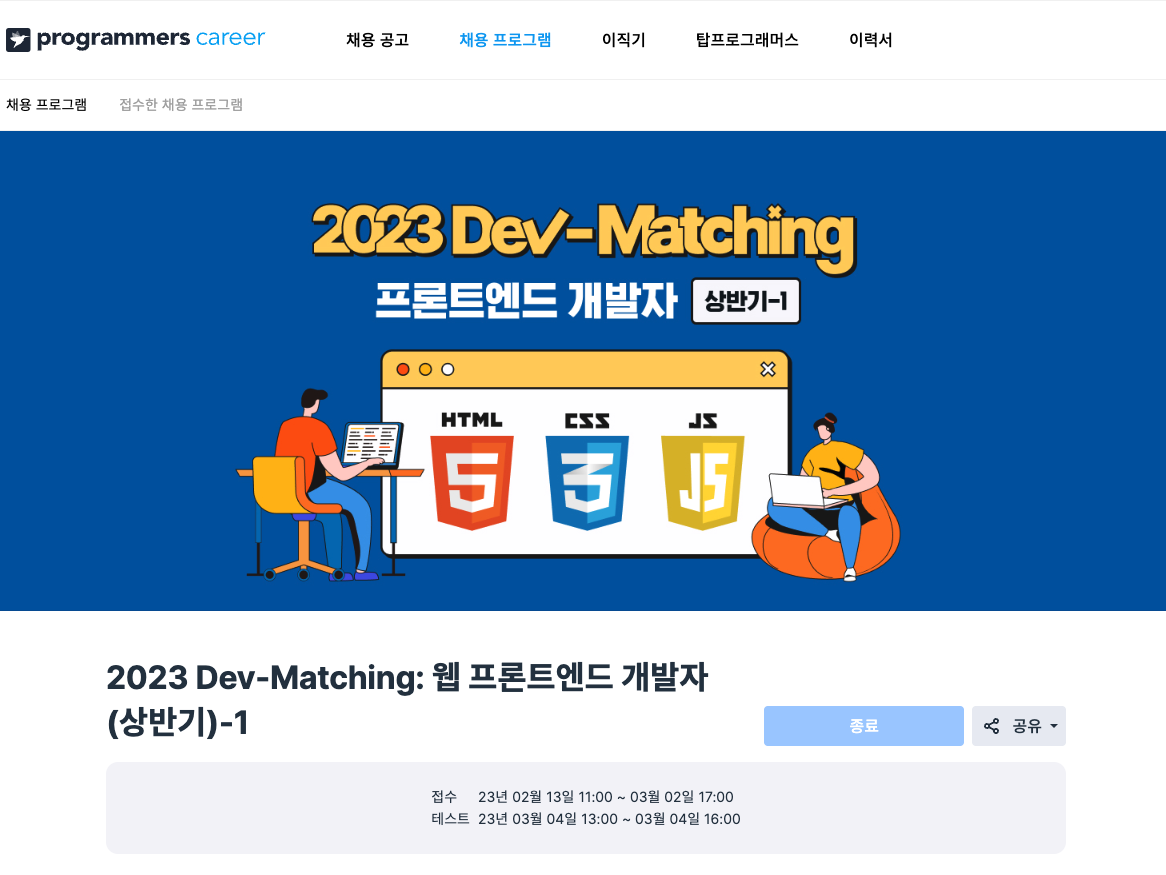 programmers career
채용 공고
채용 프로그램
이직기
탑프로그래머스
이력서
채용 프로그램
접수한 채용 프로그램
2023 Dev-Matching
프론트엔드 개발자 상반기-1
HTML CSS JS
5 3 JS
2023 Dev-Matching: 웹 프론트엔드 개발자
(상반기)-1
종료
공유
접수 23년 02월 13일 11:00 ~ 03월 02일 17:00
테스트 23년 03월 04일 13:00 ~ 03월 04일 16:00